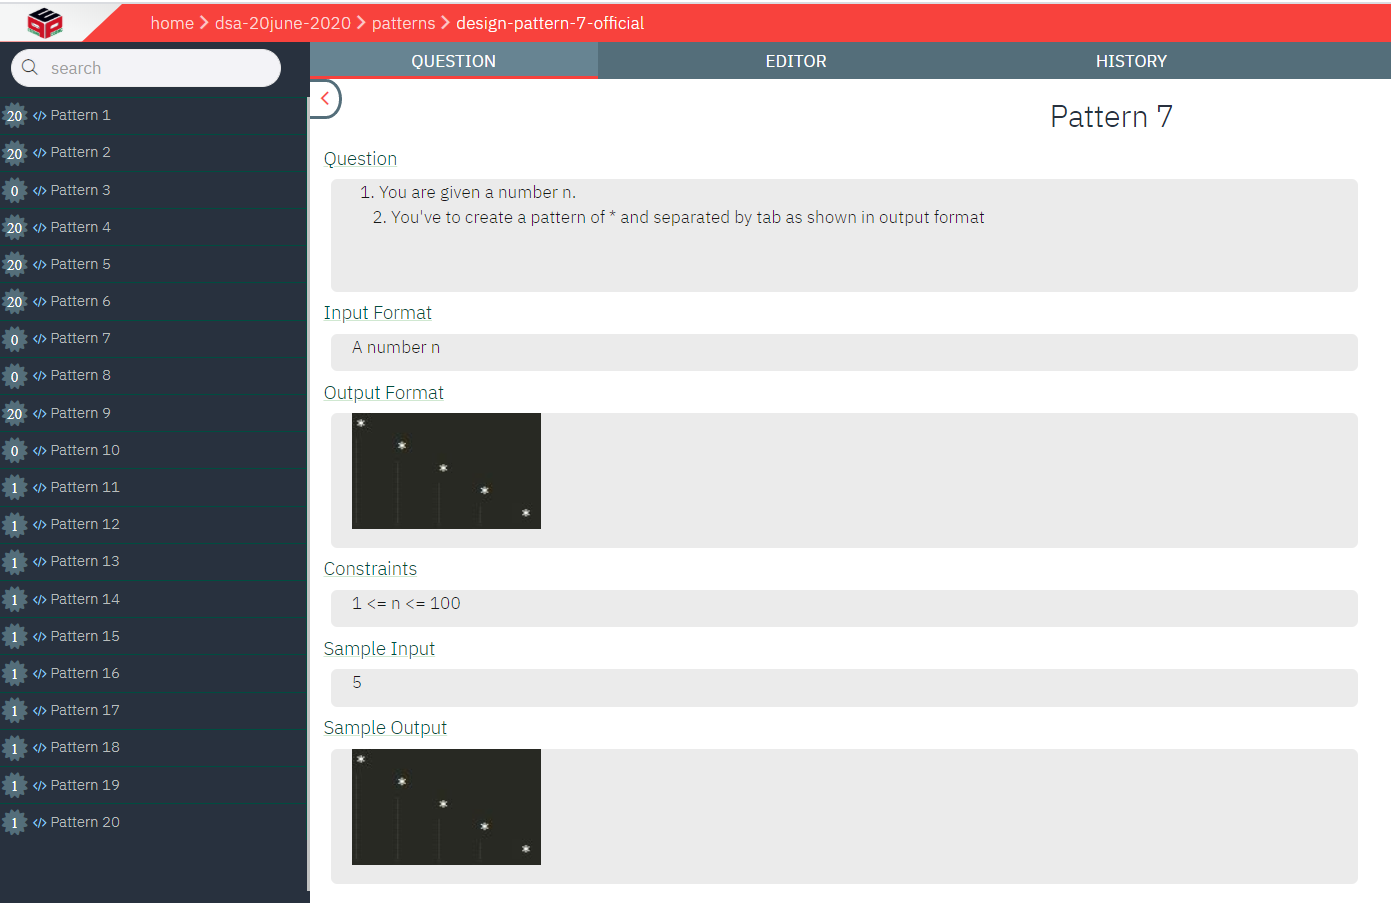 home > dsa-20june-2020 > patterns > design-pattern-7-official
search
QUESTION EDITOR HISTORY
20 </> Pattern 1
20 </> Pattern 2
0 </> Pattern 3
20 </> Pattern 4
20 </> Pattern 5
20 </> Pattern 6
0 </> Pattern 7
0 </> Pattern 8
20 </> Pattern 9
0 </> Pattern 10
1 </> Pattern 11
1 </> Pattern 12
1 </> Pattern 13
1 </> Pattern 14
1 </> Pattern 15
1 </> Pattern 16
1 </> Pattern 17
1 </> Pattern 18
1 </> Pattern 19
1 </> Pattern 20
Pattern 7
Question
1. You are given a number n.
2. You've to create a pattern of * and separated by tab as shown in output format
Input Format
A number n
Output Format
*
*
*
*
*
Constraints
1 <= n <= 100
Sample Input
5
Sample Output
*
*
*
*
*